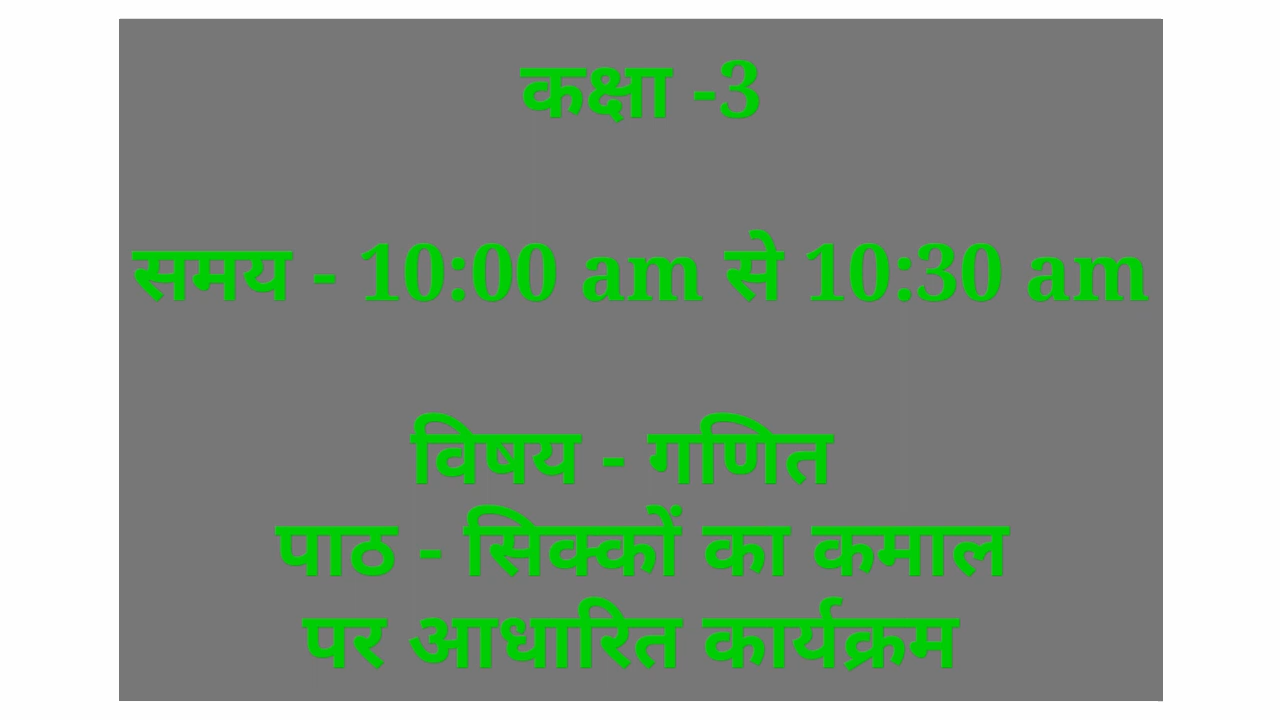 कक्षा -3
समय - 10:00 am से 10:30 am
विषय - गणित
पाठ - सिक्कों का कमाल
पर आधारित कार्यक्रम